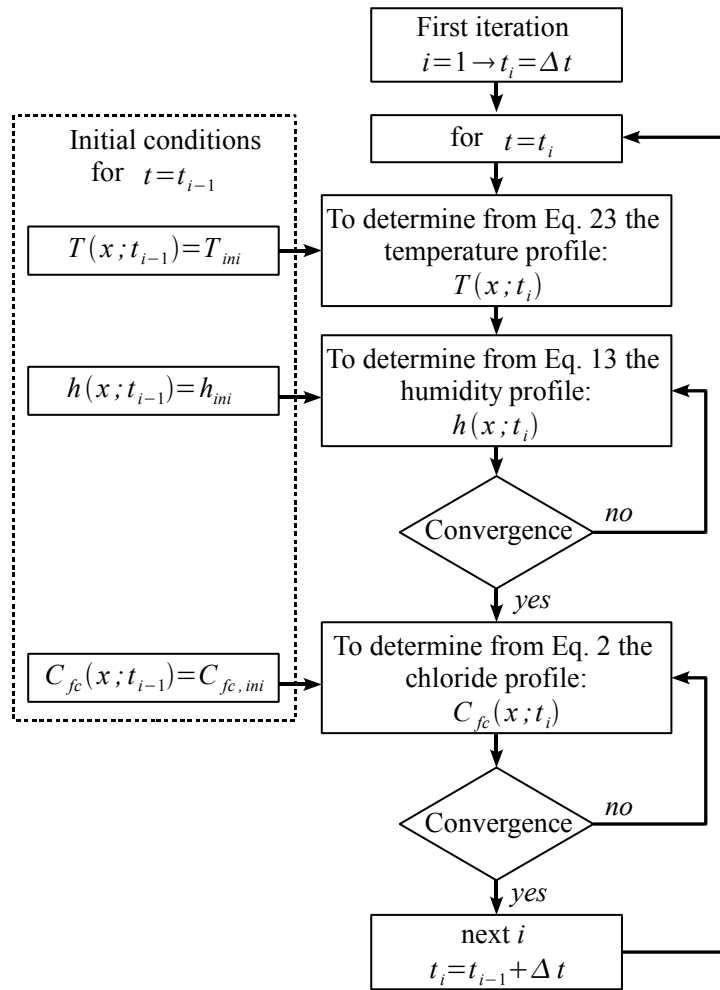 First iteration
i=1→t_i=Δt
for t=t_i
Initial conditions
for t=t_{i−1}
To determine from Eq. 23 the
temperature profile:
T(x;t_i)
T(x;t_{i−1})=T_{ini}
To determine from Eq. 13 the
humidity profile:
h(x;t_i)
h(x;t_{i−1})=h_{ini}
Convergence
no
yes
To determine from Eq. 2 the
chloride profile:
C_{fc}(x;t_i)
C_{fc}(x;t_{i−1})=C_{fc,ini}
Convergence
no
yes
next i
t_i=t_{i−1}+Δt